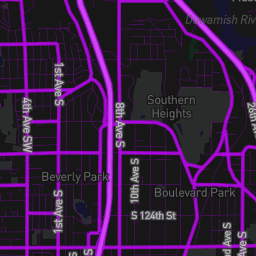 Duwamish Riv
1st Ave S
4th Ave SW
8th Ave S
Southern
Heights
Beverly Park
10th Ave S
Boulevard Park
1st Ave S
S 124th St